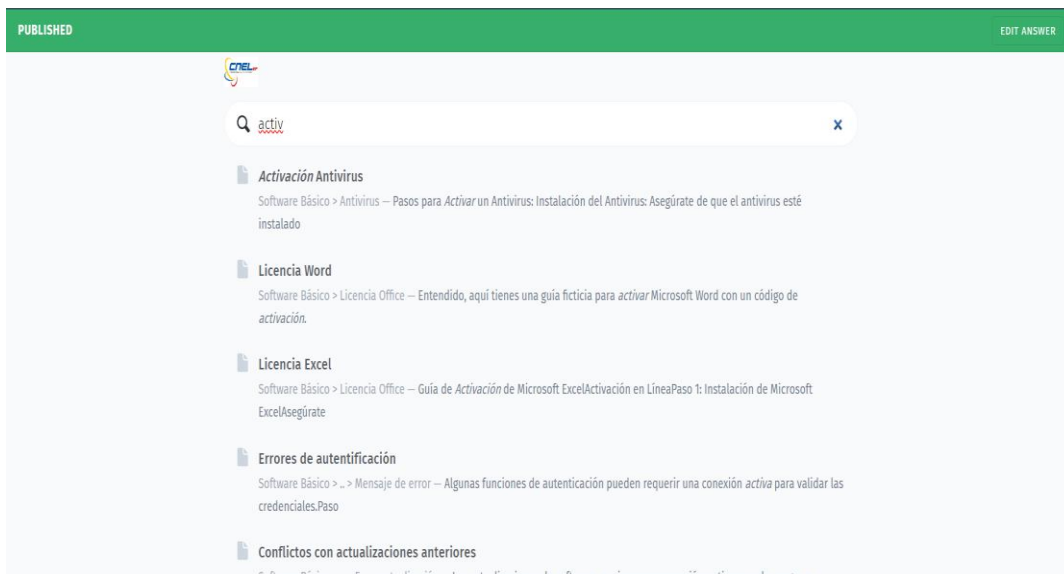 PUBLISHED
EDIT ANSWER
CNEL
activ
x
Activación Antivirus
Software Básico > Antivirus — Pasos para Activar un Antivirus: Instalación del Antivirus: Asegúrate de que el antivirus esté
instalado
Licencia Word
Software Básico > Licencia Office — Entendido, aquí tienes una guía ficticia para activar Microsoft Word con un código de
activación.
Licencia Excel
Software Básico > Licencia Office — Guía de Activación de Microsoft ExcelActivación en LíneaPaso 1: Instalación de Microsoft
ExcelAsegúrate
Errores de autentificación
Software Básico > .. > Mensaje de error — Algunas funciones de autenticación pueden requerir una conexión activa para validar las
credenciales.Paso
Conflictos con actualizaciones anteriores